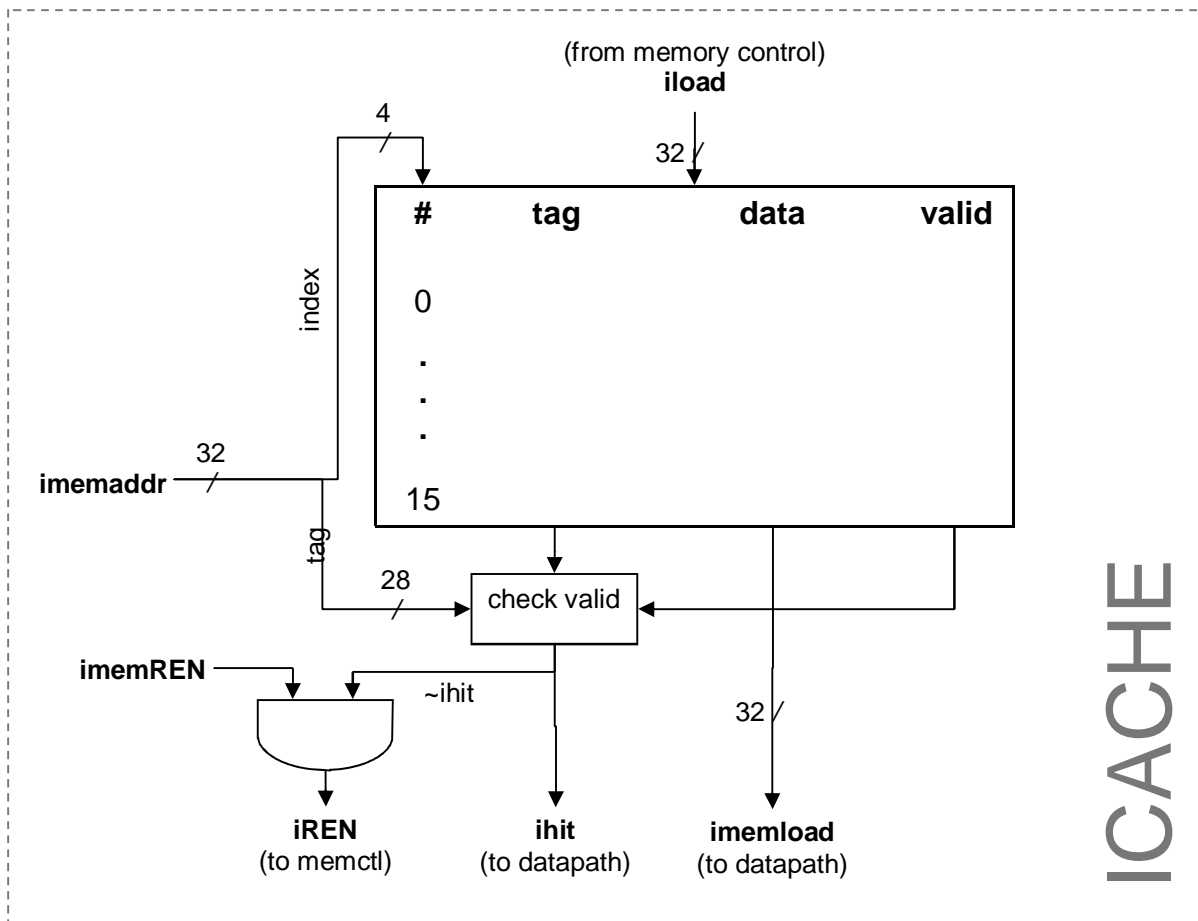 (from memory control)
iload
4
32
# tag data valid
index
0
.
.
.
32
imemaddr
15
tag
28
check valid
imemREN
~ihit
32
iREN
(to memctl)
ihit
(to datapath)
imemload
(to datapath)
ICACHE